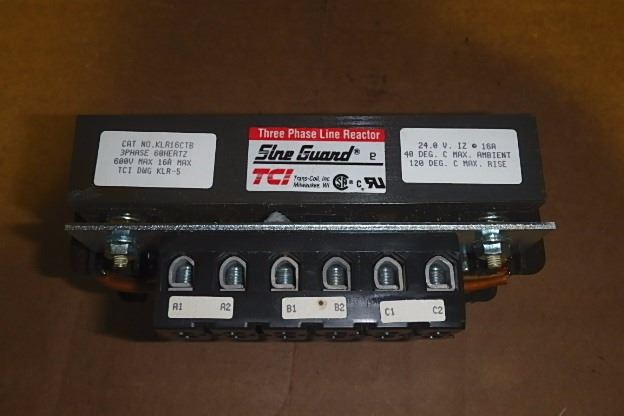 CAT NO.KLR16CTB
3PHASE 60HERTZ
600V MAX 16A MAX
TCI DWG KLR-5
Three Phase Line Reactor
Sine Guard®
TCI Trans-Coil, Inc.
Milwaukee, WI
24.0 V. IZ @ 16A
40 DEG. C MAX. AMBIENT
120 DEG. C MAX. RISE
A1 A2 B1 B2 C1 C2